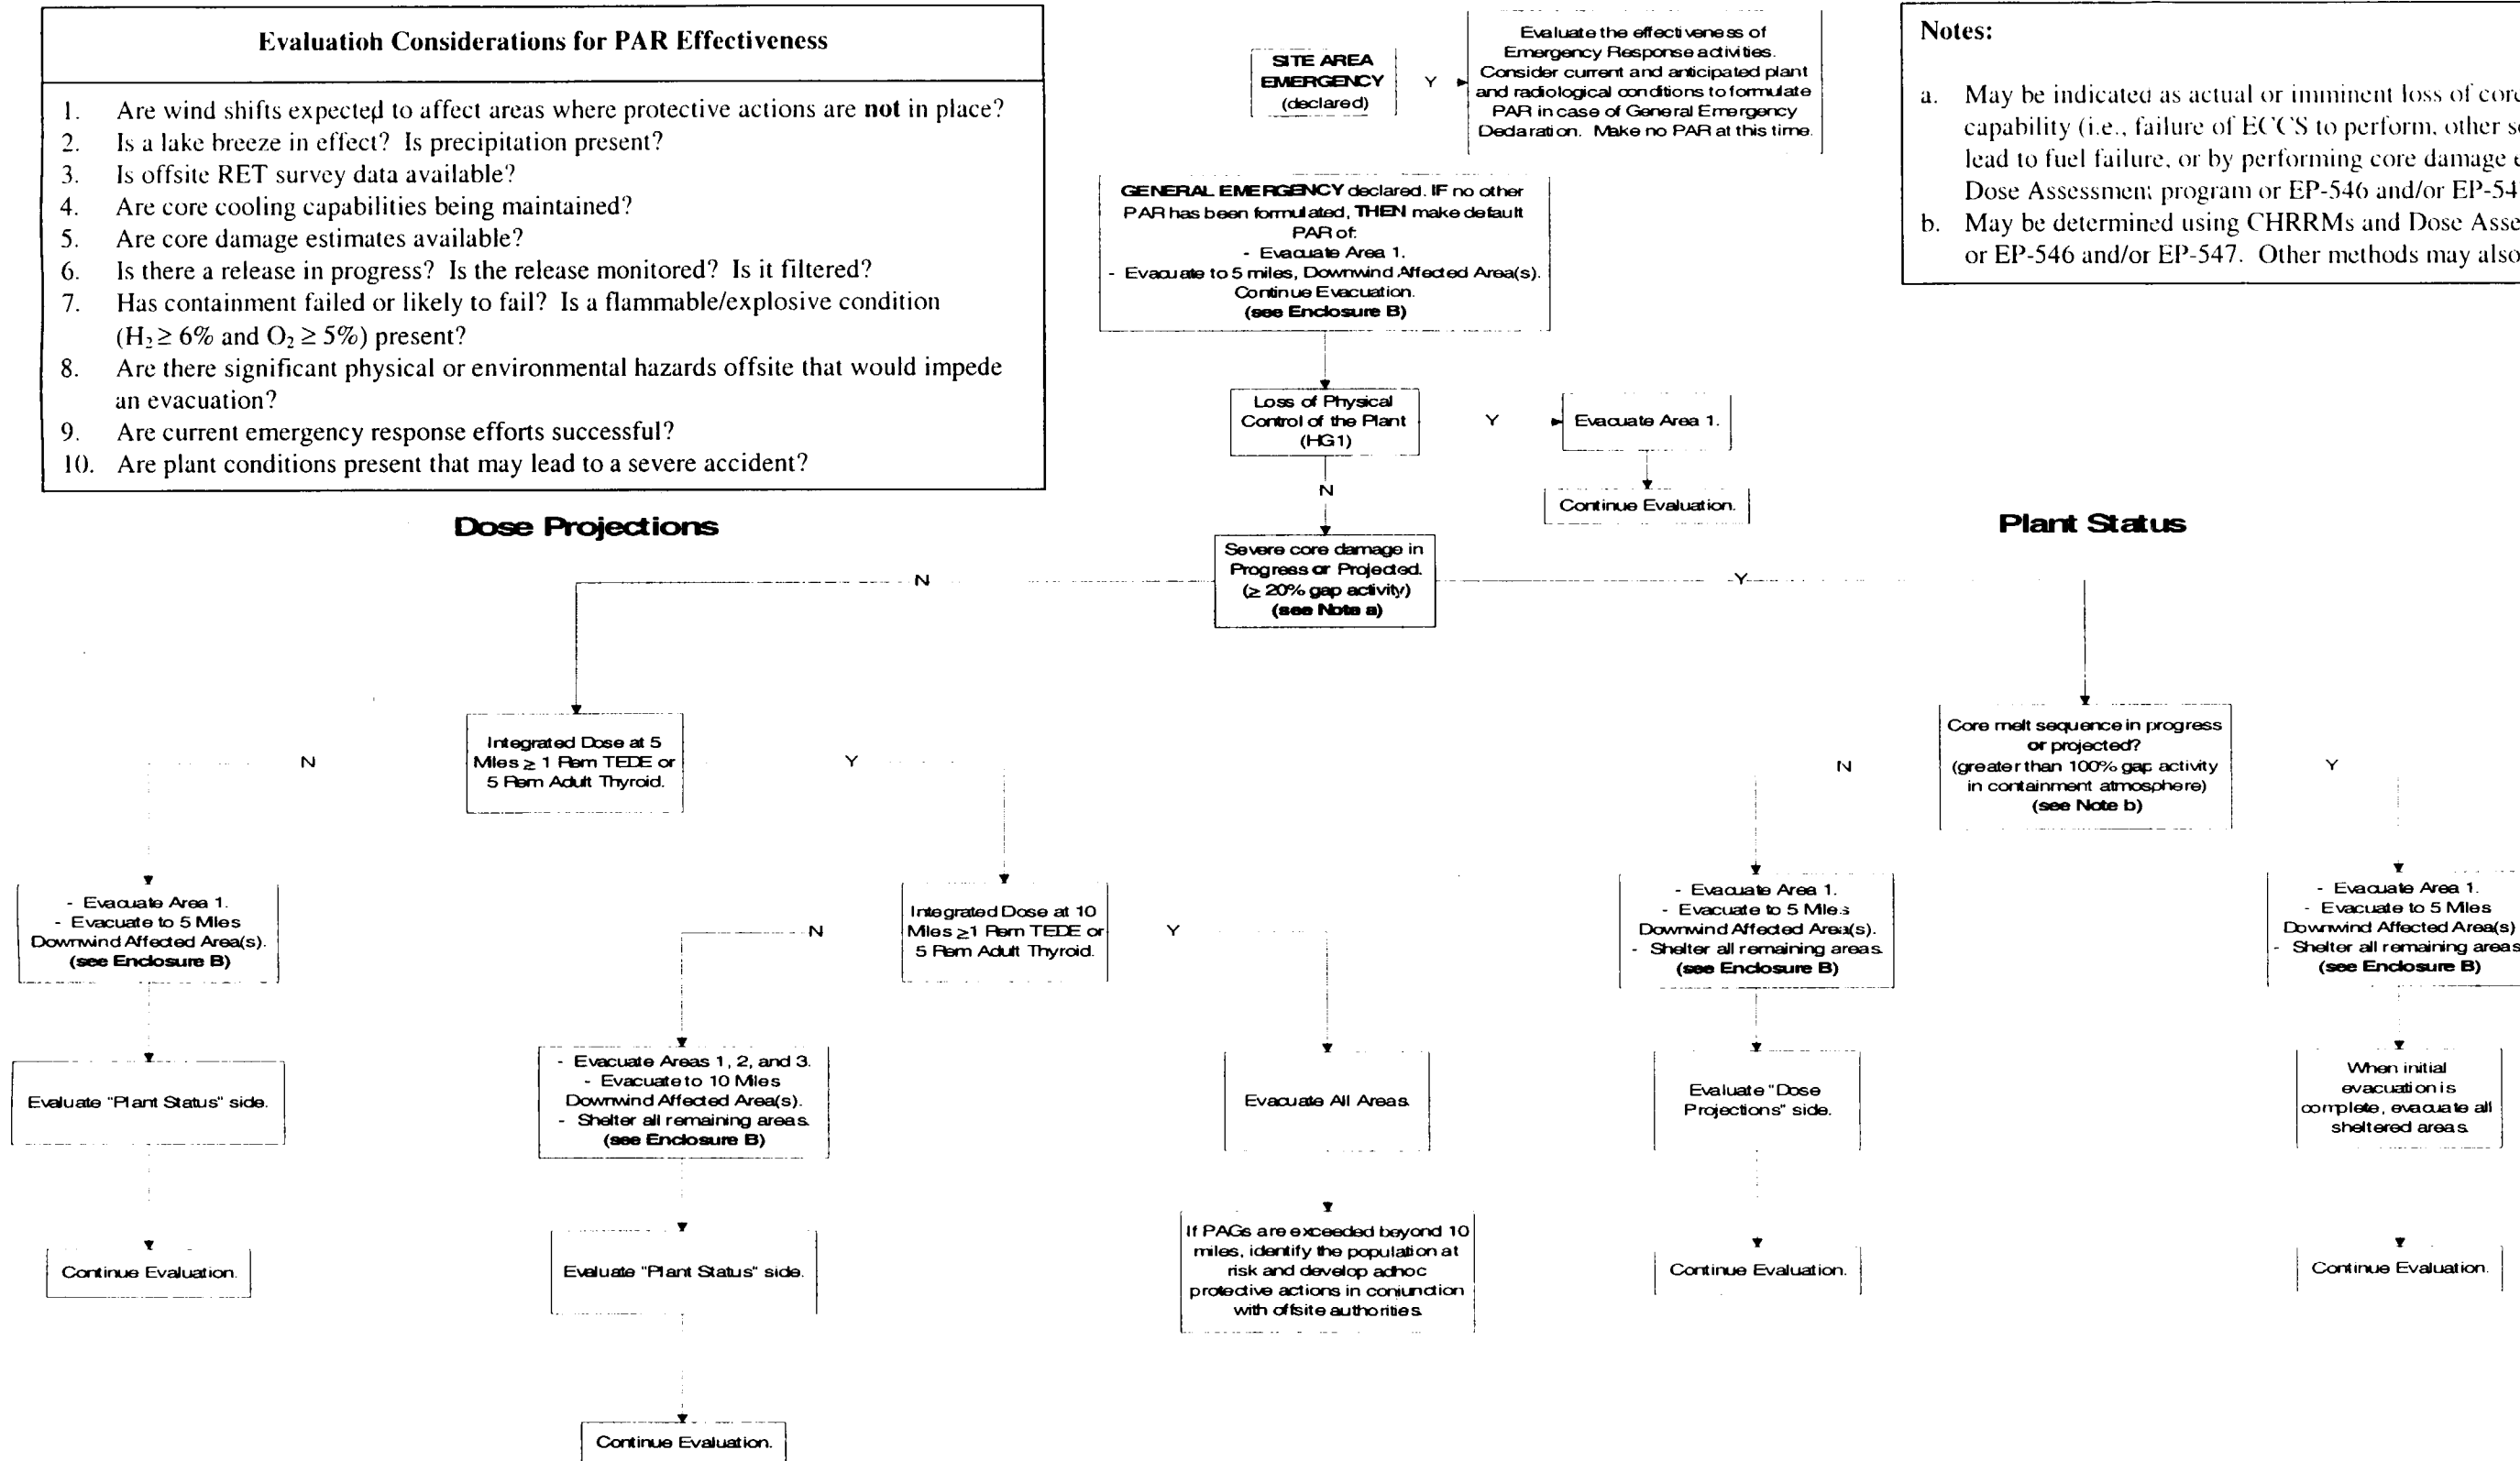 Evaluation Considerations for PAR Effectiveness
1. Are wind shifts expected to affect areas where protective actions are not in place?
2. Is a lake breeze in effect? Is precipitation present?
3. Is offsite RET survey data available?
4. Are core cooling capabilities being maintained?
5. Are core damage estimates available?
6. Is there a release in progress? Is the release monitored? Is it filtered?
7. Has containment failed or likely to fail? Is a flammable/explosive condition
(H₂ ≥ 6% and O₂ ≥ 5%) present?
8. Are there significant physical or environmental hazards offsite that would impede
an evacuation?
9. Are current emergency response efforts successful?
10. Are plant conditions present that may lead to a severe accident?
SITE AREA
EMERGENCY
(declared)
Y
Evaluate the effectiveness of
Emergency Response activities.
Consider current and anticipated plant
and radiological conditions to formulate
PAR in case of General Emergency
Declaration. Make no PAR at this time.
Notes:
a. May be indicated as actual or imminent loss of core
capability (i.e., failure of ECCS to perform, other
lead to fuel failure, or by performing core damage
Dose Assessment program or EP-546 and/or
b. May be determined using CHRRMs and Dose
or EP-546 and/or EP-547. Other methods may also
GENERAL EMERGENCY declared. IF no other
PAR has been formulated, THEN make default
PAR of:
- Evacuate Area 1.
- Evacuate to 5 miles, Downwind Affected Area(s).
Continue Evacuation.
(see Enclosure B)
Loss of Physical
Control of the Plant
(HG1)
Y
Evacuate Area 1.
N
Continue Evaluation.
Dose Projections
Plant Status
Severe core damage in
Progress or Projected.
(≥ 20% gap activity)
(see Note a)
N
Y
Integrated Dose at 5
Miles ≥ 1 Rem TEDE or
5 Rem Adult Thyroid.
N
Y
Core melt sequence in progress
or projected?
(greater than 100% gap activity
in containment atmosphere)
(see Note b)
N
Y
- Evacuate Area 1.
- Evacuate to 5 Miles
Downwind Affected Area(s).
(see Enclosure B)
Integrated Dose at 10
Miles ≥1 Rem TEDE or
5 Rem Adult Thyroid.
N
Y
- Evacuate Area 1.
- Evacuate to 5 Miles
Downwind Affected Area(s).
- Shelter all remaining areas.
(see Enclosure B)
- Evacuate Area 1.
- Evacuate to 5 Miles
Downwind Affected Area(s)
- Shelter all remaining areas
(see Enclosure B)
Evaluate "Plant Status" side.
- Evacuate Areas 1, 2, and 3.
- Evacuate to 10 Miles
Downwind Affected Area(s).
- Shelter all remaining areas.
(see Enclosure B)
Evacuate All Areas.
Evaluate "Dose
Projections" side.
When initial
evacuation is
complete, evacuate all
sheltered areas.
Continue Evaluation.
Evaluate "Plant Status" side.
If PAGs are exceeded beyond 10
miles, identify the population at
risk and develop adhoc
protective actions in conjunction
with offsite authorities.
Continue Evaluation.
Continue Evaluation.
Continue Evaluation.